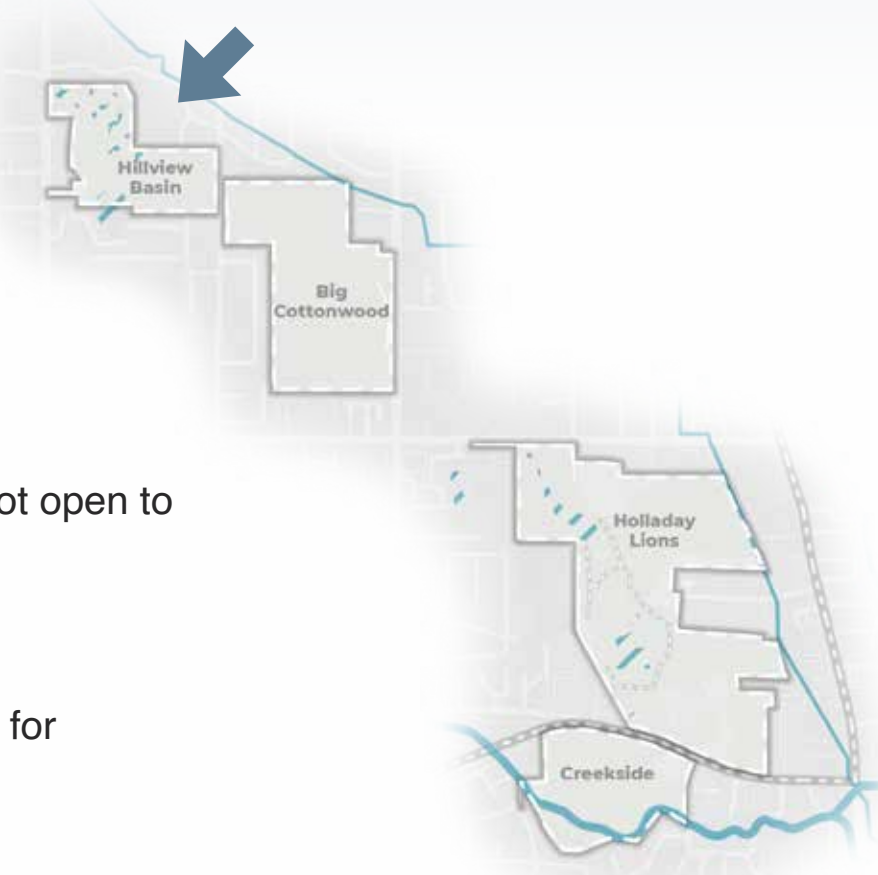 Hillview
Basin
Big
Cottonwood
ot open to
Holladay
Lions
for
Creekside